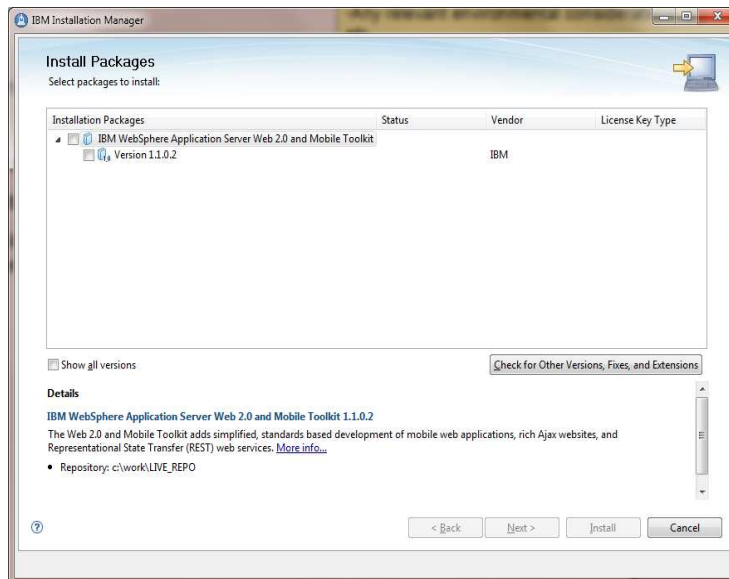 IBM Installation Manager
Any relevant environmental
Install Packages
Select packages to install:
Installation Packages Status Vendor License Key Type
IBM WebSphere Application Server Web 2.0 and Mobile Toolkit
Version 1.1.0.2 IBM
Show all versions
Check for Other Versions, Fixes, and Extensions
Details
IBM WebSphere Application Server Web 2.0 and Mobile Toolkit 1.1.0.2
The Web 2.0 and Mobile Toolkit adds simplified, standards based development of mobile web applications, rich Ajax websites, and
Representational State Transfer (REST) web services. More info...
• Repository: c:\work\LIVE_REPO
? < Back Next > Install Cancel